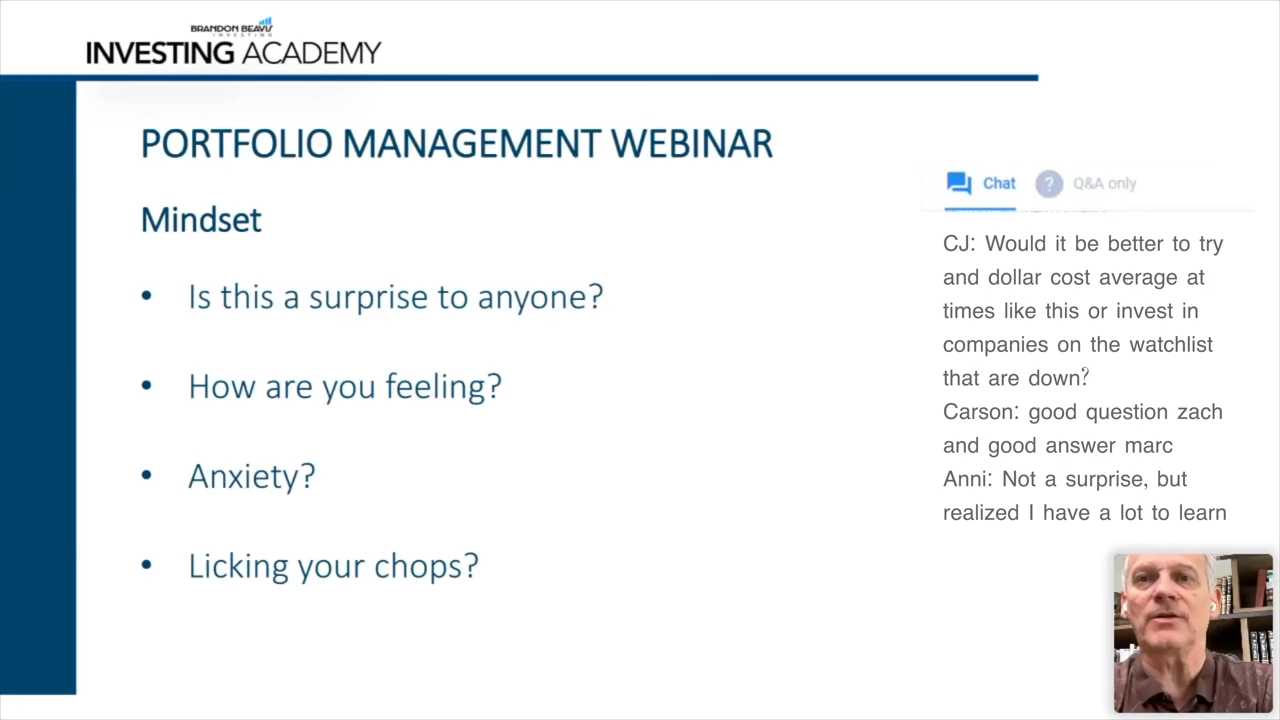 BRANDON BEAVIS
INVESTING
INVESTING ACADEMY
PORTFOLIO MANAGEMENT WEBINAR
Mindset
• Is this a surprise to anyone?
• How are you feeling?
• Anxiety?
• Licking your chops?
Chat ? Q&A only
CJ: Would it be better to try
and dollar cost average at
times like this or invest in
companies on the watchlist
that are down?
Carson: good question zach
and good answer marc
Anni: Not a surprise, but
realized I have a lot to learn